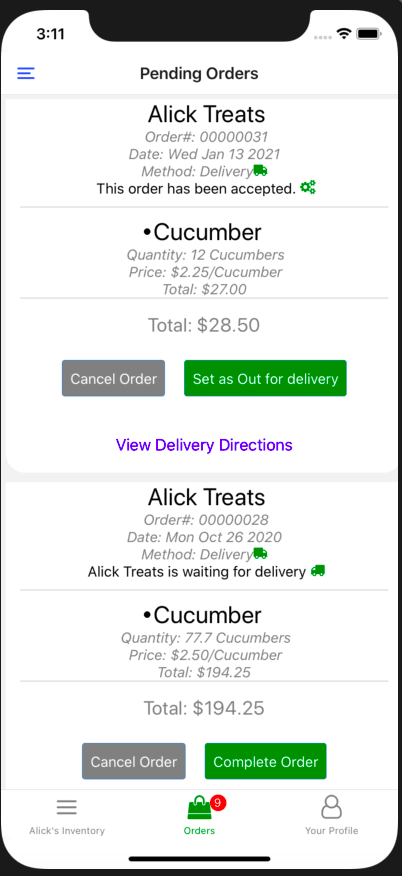 3:11
Pending Orders
Alick Treats
Order#: 00000031
Date: Wed Jan 13 2021
Method: Delivery
This order has been accepted.
•Cucumber
Quantity: 12 Cucumbers
Price: $2.25/Cucumber
Total: $27.00
Total: $28.50
Cancel Order Set as Out for delivery
View Delivery Directions
Alick Treats
Order#: 00000028
Date: Mon Oct 26 2020
Method: Delivery
Alick Treats is waiting for delivery
•Cucumber
Quantity: 77.7 Cucumbers
Price: $2.50/Cucumber
Total: $194.25
Total: $194.25
Cancel Order Complete Order
9
Alick's Inventory Orders Your Profile